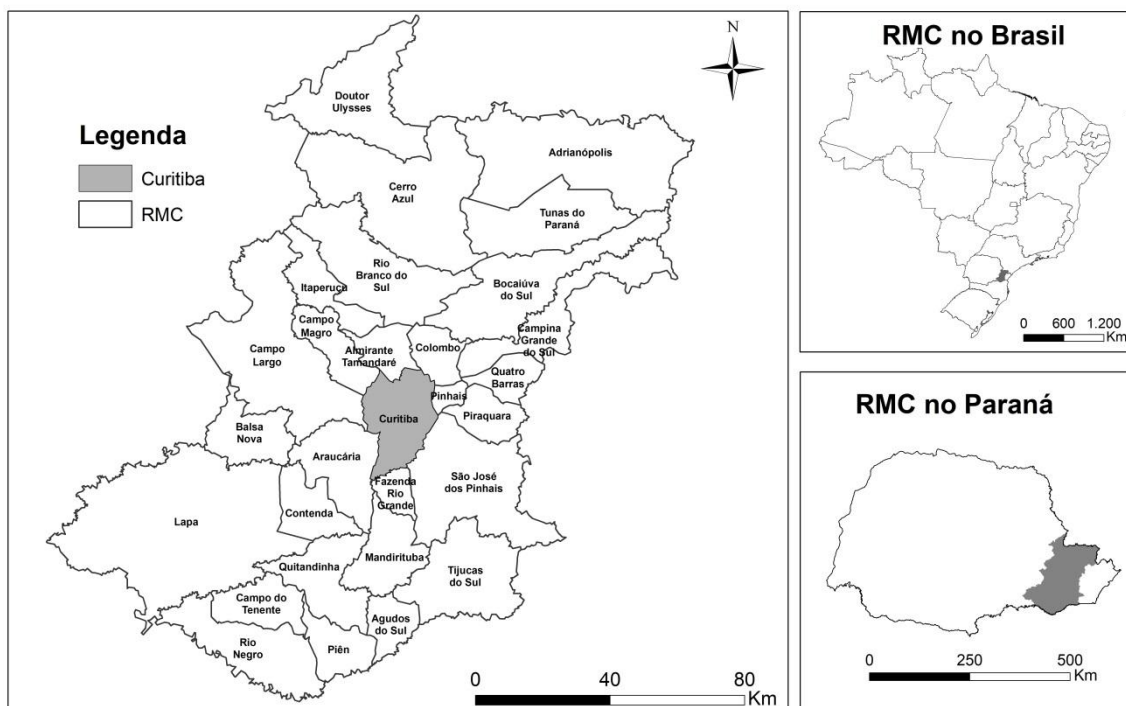 N
Legenda
Curitiba
RMC
Doutor
Ulysses
Adrianópolis
Cerro
Azul
Tunas do
Paraná
Rio
Branco do
Sul
Itaperuçu
Bocaiúva
do Sul
Campo
Magro
Campina
Grande
do Sul
Campo
Largo
Almirante
Tamandaré
Colombo
Quatro
Barras
Pinhais
Piraquara
Curitiba
Balsa
Nova
Araucária
São José
dos Pinhais
Fazenda
Rio
Grande
Contenda
Lapa
Mandirituba
Quitandinha
Tijucas
do Sul
Campo do
Tenente
Agudos
do Sul
Rio
Negro
Piên
0 40 80
Km
RMC no Brasil
0 600 1.200
Km
RMC no Paraná
0 250 500
Km